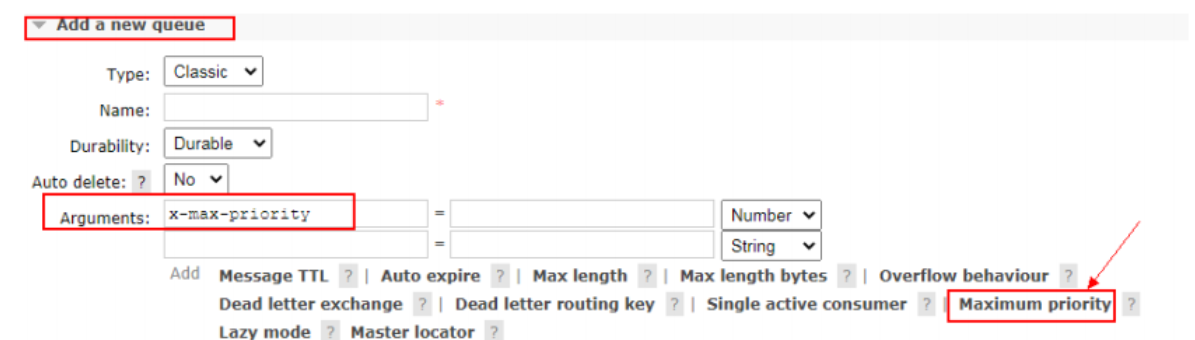 Add a new queue
Type: Classic
Name: *
Durability: Durable
Auto delete: ? No
Arguments: x-max-priority = Number
= String
Add Message TTL ? | Auto expire ? | Max length ? | Max length bytes ? | Overflow behaviour ?
Dead letter exchange ? | Dead letter routing key ? | Single active consumer ? | Maximum priority ?
Lazy mode ? Master locator ?